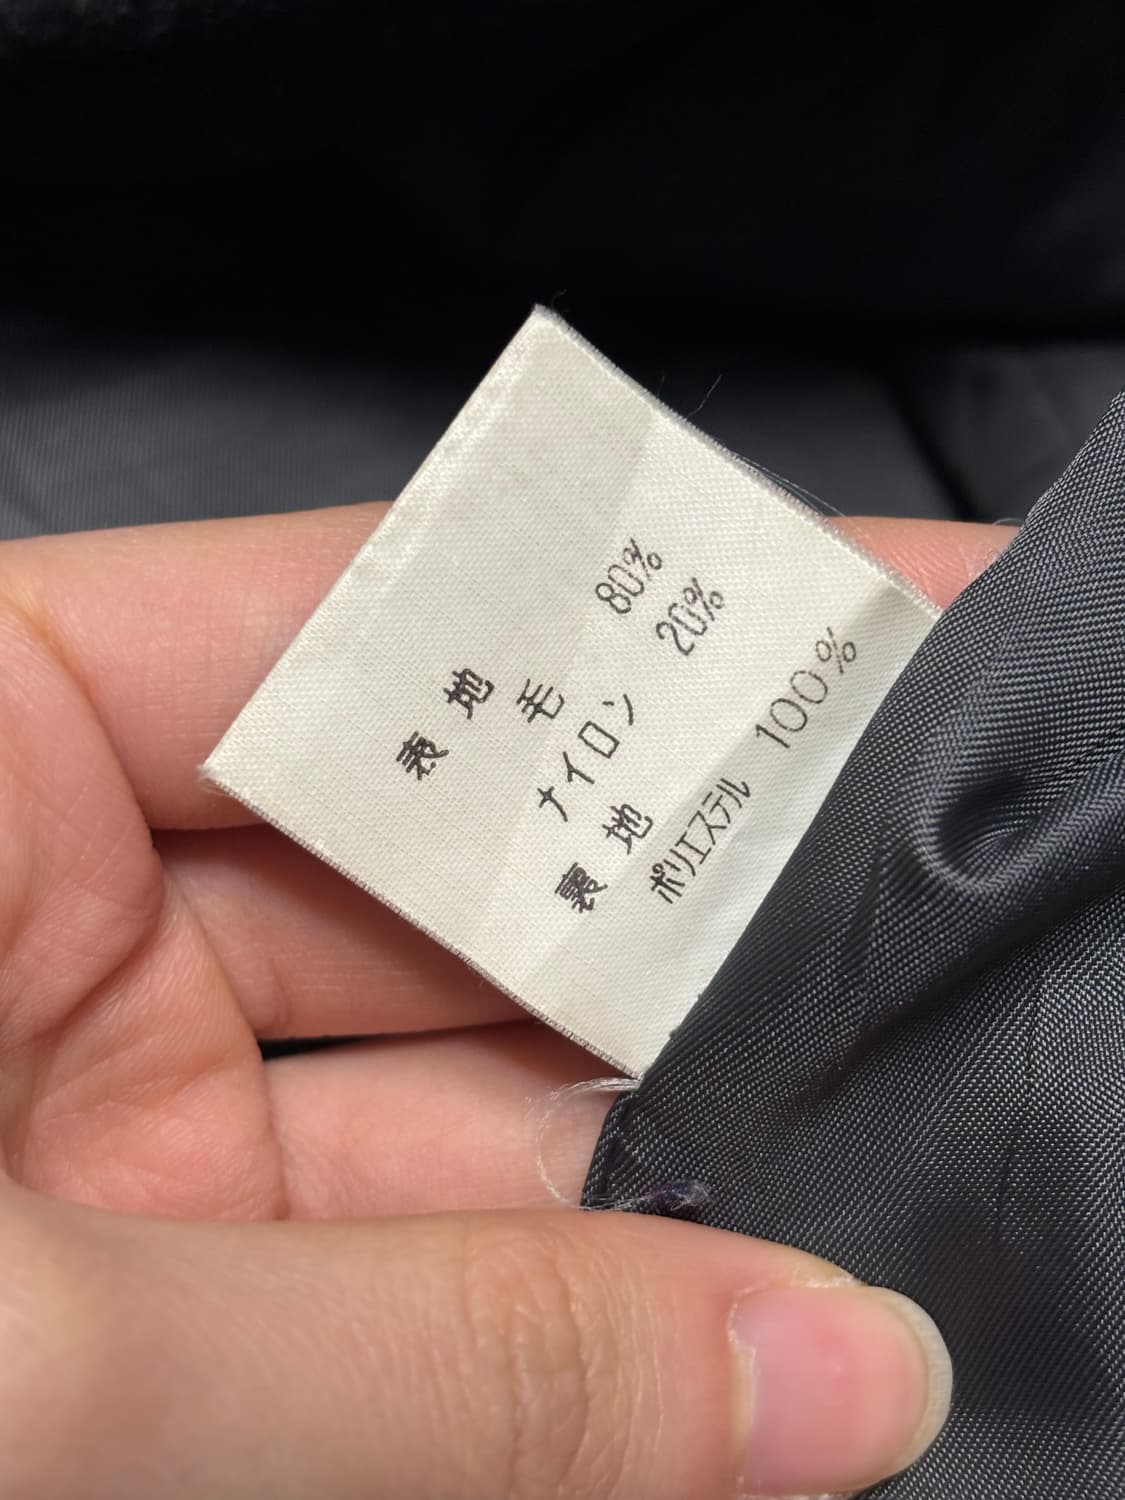 表地
毛 80%
ナイロン 20%
裏地
ポリエステル 100%